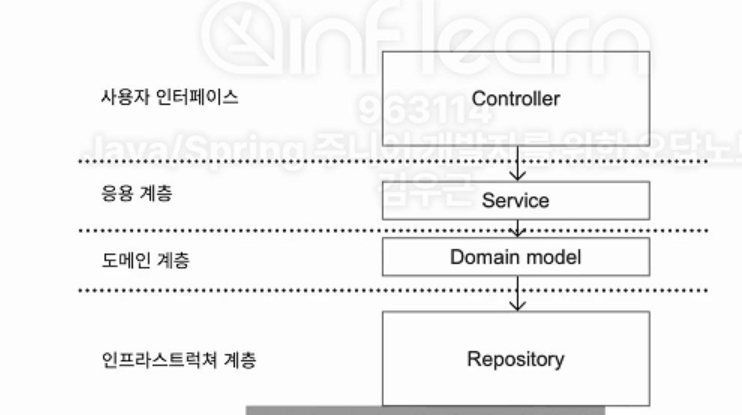 inflearn
사용자 인터페이스
Controller
963114
Java/Spring 주니어 개발자를 위한 오답노트
김우근
응용 계층
Service
도메인 계층
Domain model
인프라스트럭쳐 계층
Repository